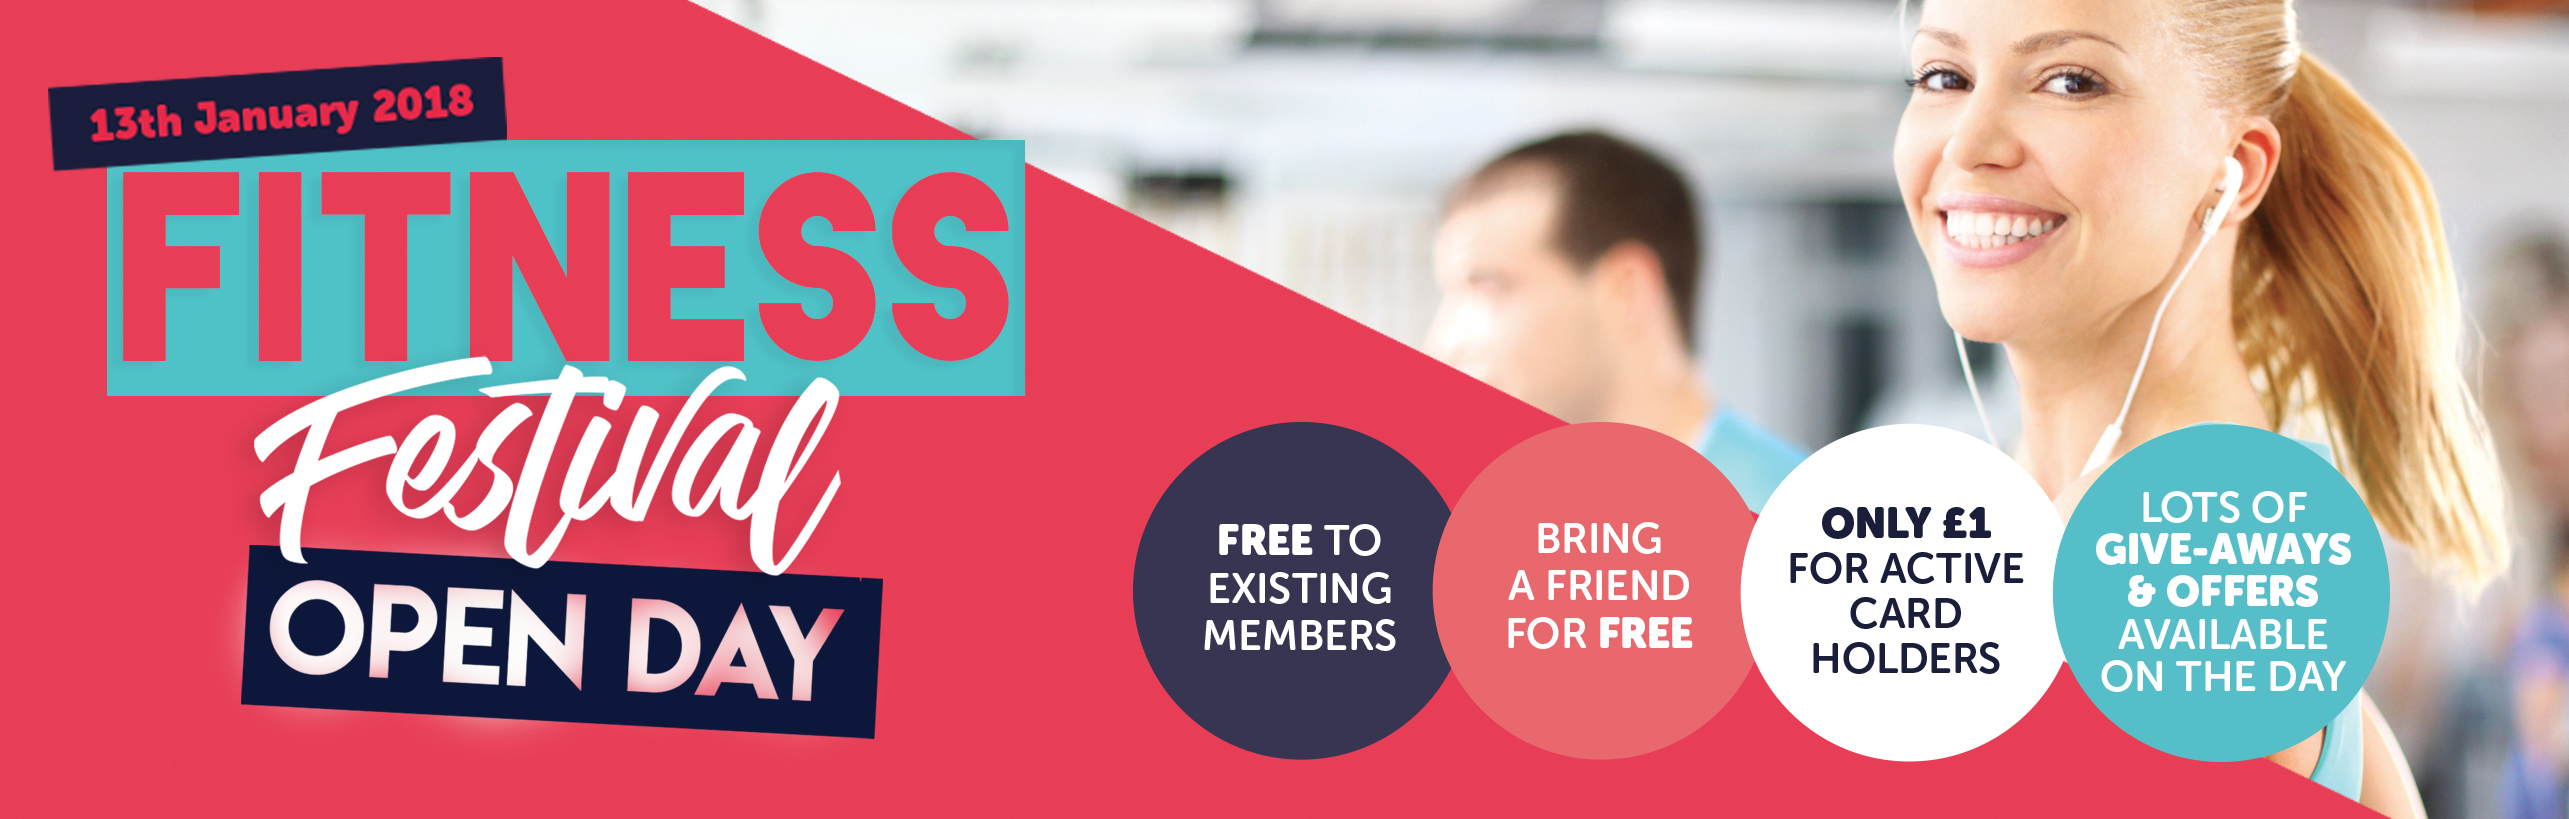 13th January 2018
FITNESS
Festival
OPEN DAY
FREE TO
EXISTING
MEMBERS
BRING
A FRIEND
FOR FREE
ONLY £1
FOR ACTIVE
CARD
HOLDERS
LOTS OF
GIVE-AWAYS
& OFFERS
AVAILABLE
ON THE DAY